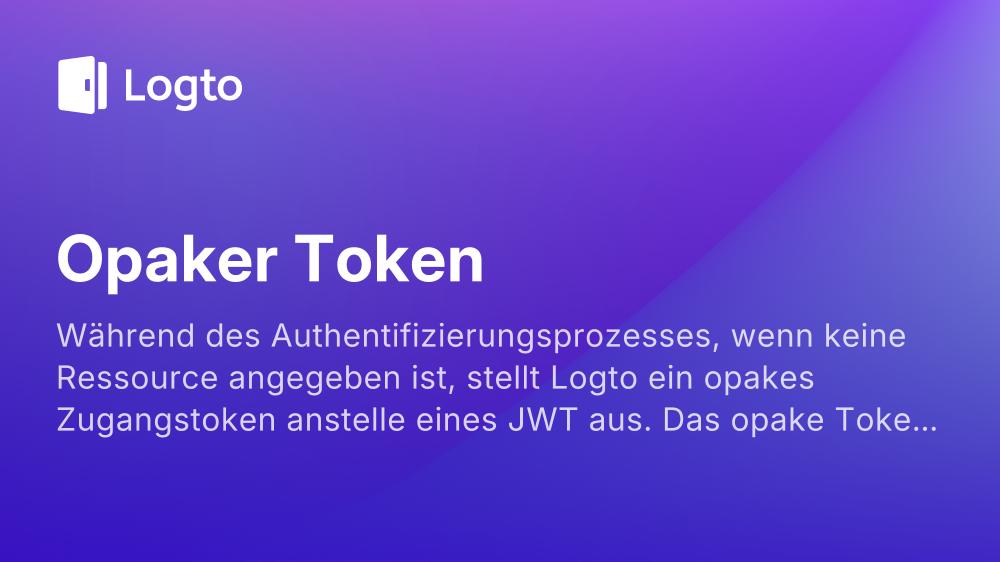 Logto
Opaker Token
Während des Authentifizierungsprozesses, wenn keine
Ressource angegeben ist, stellt Logto ein opakes
Zugangstoken anstelle eines JWT aus. Das opake Toke...